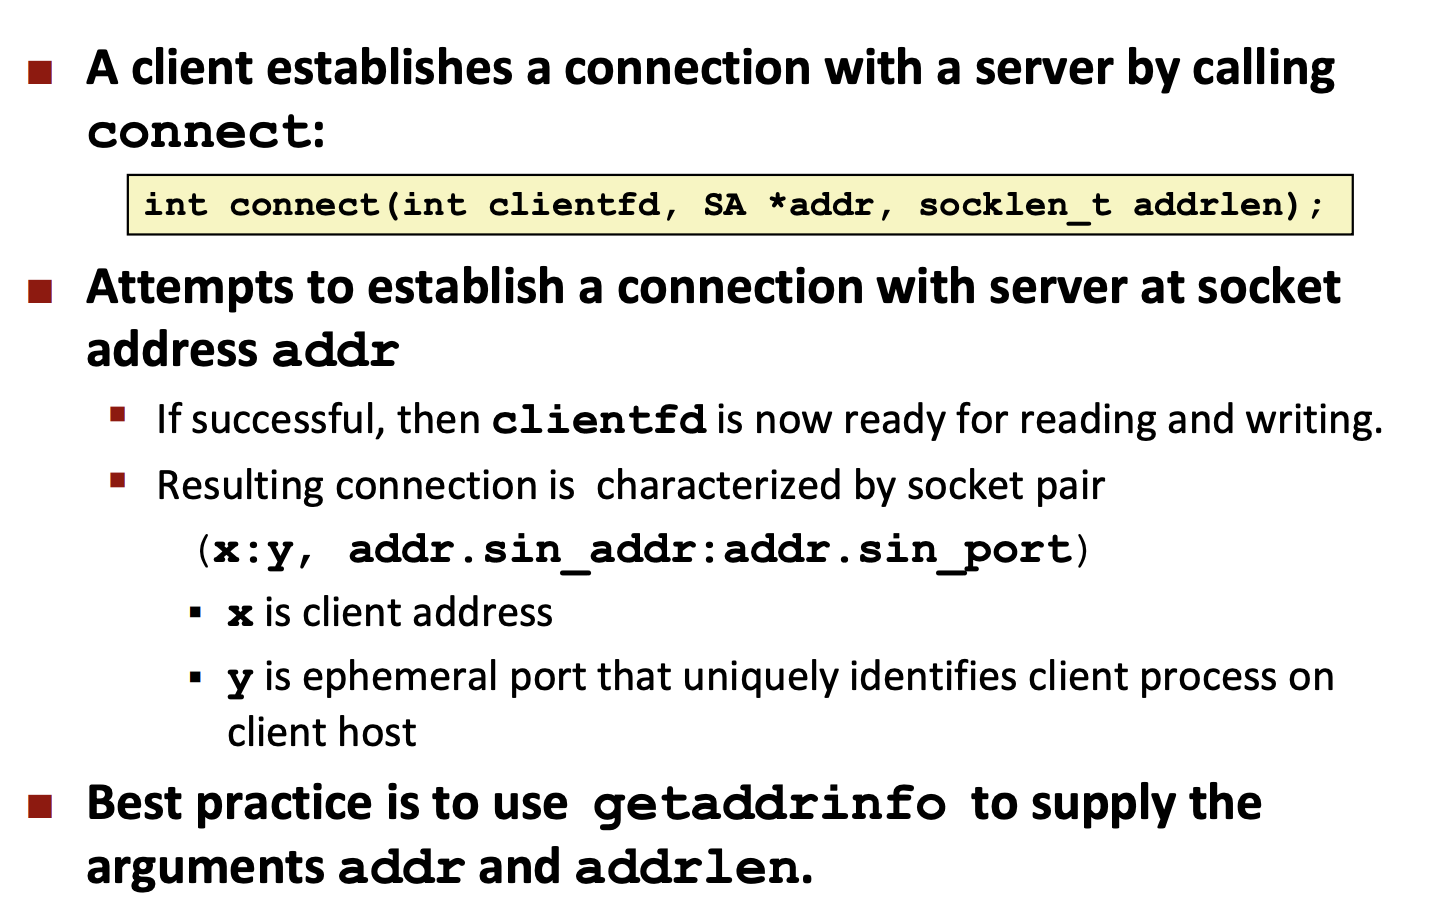 A client establishes a connection with a server by calling
connect:
int connect(int clientfd, SA *addr, socklen_t addrlen);
Attempts to establish a connection with server at socket
address addr
If successful, then clientfd is now ready for reading and writing.
Resulting connection is characterized by socket pair
(x:y, addr.sin_addr:addr.sin_port)
x is client address
y is ephemeral port that uniquely identifies client process on
client host
Best practice is to use getaddrinfo to supply the
arguments addr and addrlen.